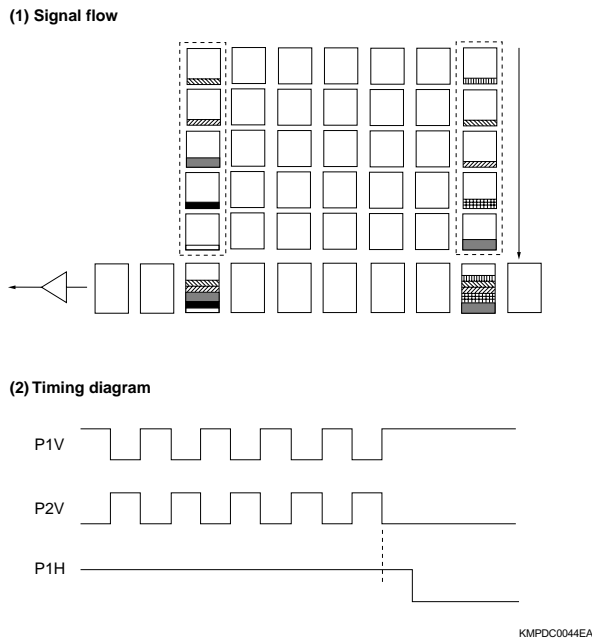 (1) Signal flow
(2) Timing diagram
P1V
P2V
P1H
KMPDC0044EA